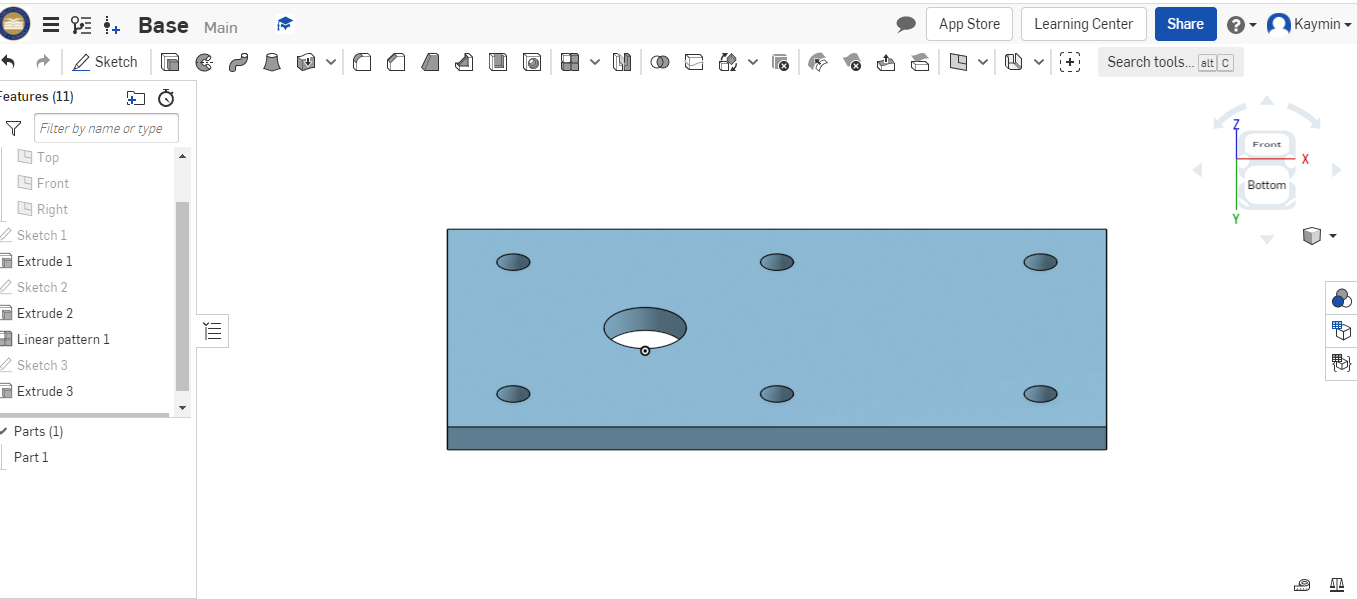 Base Main
App Store
Learning Center
Share
Kaymin
Sketch
Search tools... alt C
Features (11)
Filter by name or type
Top
Front
Right
Sketch 1
Extrude 1
Sketch 2
Extrude 2
Linear pattern 1
Sketch 3
Extrude 3
Parts (1)
Part 1
Z
Front
X
Bottom
Y